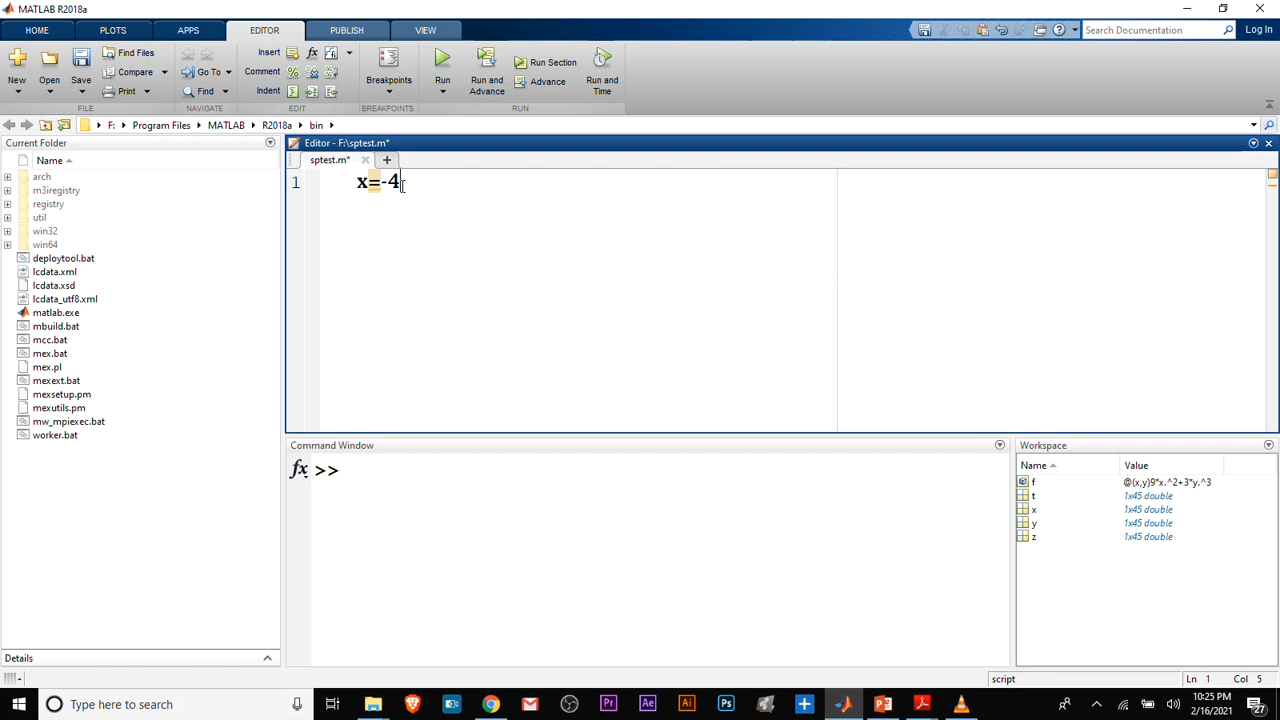 MATLAB R2018a
HOME PLOTS APPS EDITOR PUBLISH VIEW
Search Documentation Log In
New Open Save Find Files Compare Print
Go To Find
Insert fx
Comment
Indent
Breakpoints
Run Run and Advance Run Section Advance Run and Time
FILE NAVIGATE EDIT BREAKPOINTS RUN
F: Program Files MATLAB R2018a bin
Current Folder
Name
arch
m3iregistry
registry
util
win32
win64
deploytool.bat
lcdata.xml
lcdata.xsd
lcdata_utf8.xml
matlab.exe
mbuild.bat
mcc.bat
mex.bat
mex.pl
mexext.bat
mexsetup.pm
mexutils.pm
mw_mpiexec.bat
worker.bat
Details
Editor - F:\sptest.m*
sptest.m* +
1 x=-4
Command Window
fx >>
Workspace
Name Value
f @(x,y)9*x.^2+3*y.^3
t 1x45 double
x 1x45 double
y 1x45 double
z 1x45 double
script Ln 1 Col 5
Type here to search
Pr Ae Ai Ps
10:25 PM
2/16/2021
27